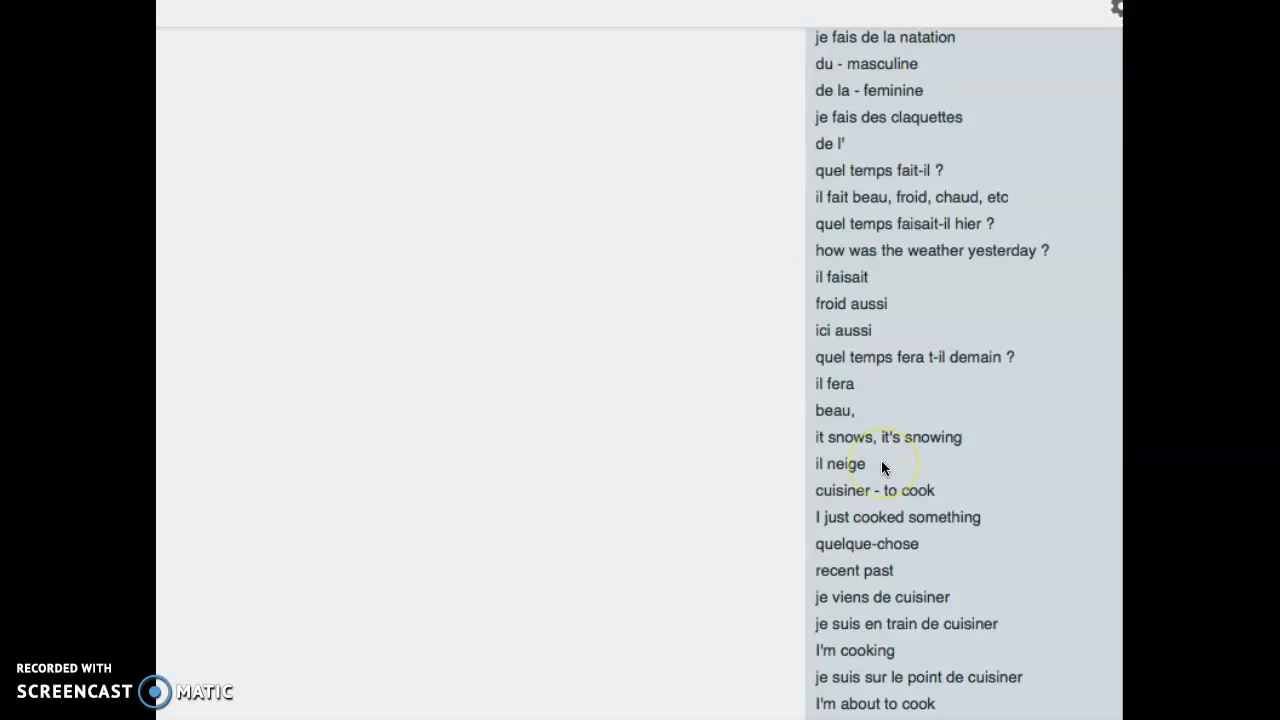 je fais de la natation
du - masculine
de la - feminine
je fais des claquettes
de l'
quel temps fait-il ?
il fait beau, froid, chaud, etc
quel temps faisait-il hier ?
how was the weather yesterday ?
il faisait
froid aussi
ici aussi
quel temps fera t-il demain ?
il fera
beau,
it snows, it's snowing
il neige
cuisiner - to cook
I just cooked something
quelque-chose
recent past
je viens de cuisiner
je suis en train de cuisiner
I'm cooking
je suis sur le point de cuisiner
I'm about to cook
RECORDED WITH
SCREENCAST MATIC